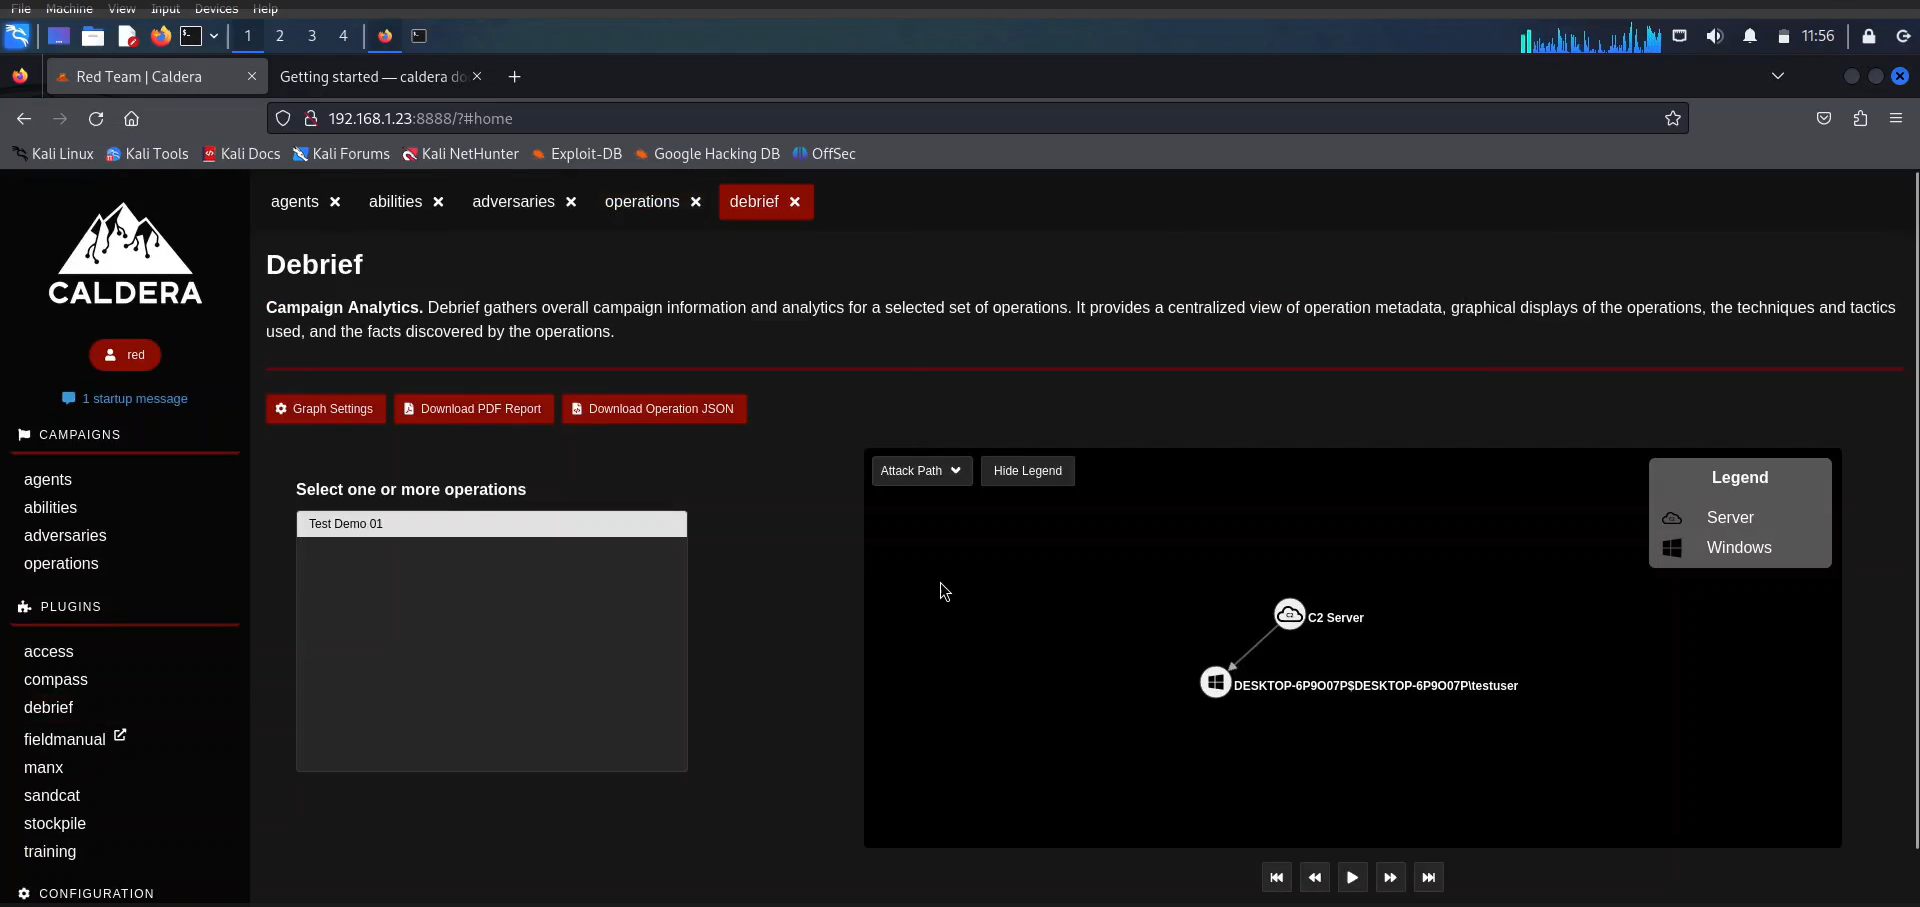 File Machine View Input Devices Help
1 2 3 4 11:56
Red Team | Caldera Getting started — caldera do
192.168.1.23:8888/?#home
Kali Linux Kali Tools Kali Docs Kali Forums Kali NetHunter Exploit-DB Google Hacking DB OffSec
CALDERA
red
1 startup message
CAMPAIGNS
agents
abilities
adversaries
operations
PLUGINS
access
compass
debrief
fieldmanual
manx
sandcat
stockpile
training
CONFIGURATION
agents abilities adversaries operations debrief
Debrief
Campaign Analytics. Debrief gathers overall campaign information and analytics for a selected set of operations. It provides a centralized view of operation metadata, graphical displays of the operations, the techniques and tactics
used, and the facts discovered by the operations.
Graph Settings Download PDF Report Download Operation JSON
Select one or more operations
Test Demo 01
Attack Path Hide Legend
Legend
Server
Windows
C2 Server
DESKTOP-6P9O07P$DESKTOP-6P9O07P\testuser